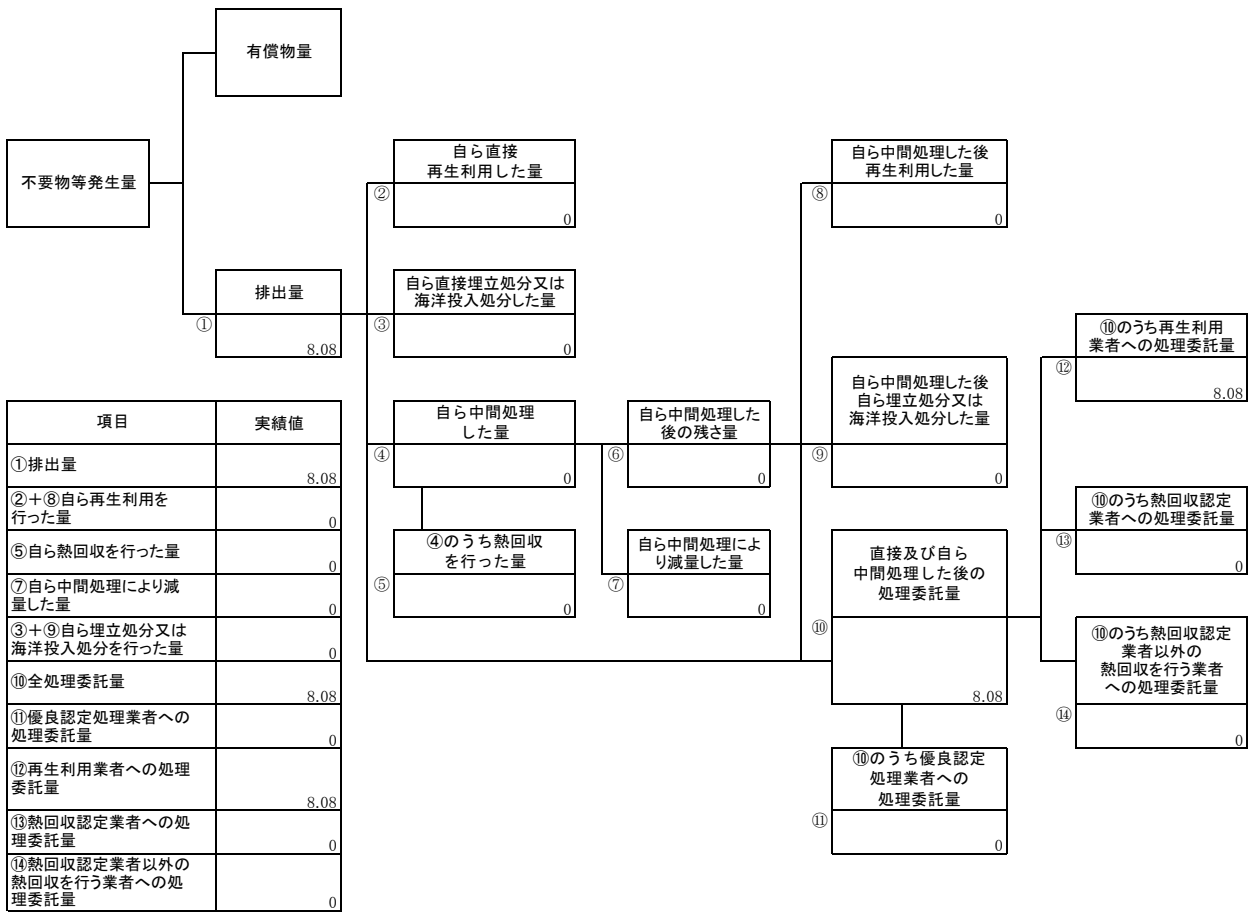 有償物量
不要物等発生量
排出量
①
8.08
自ら直接
再生利用した量
②
0
自ら直接埋立処分又は
海洋投入処分した量
③
0
自ら中間処理
した量
④
0
④のうち熱回収
を行った量
⑤
0
自ら中間処理した
後の残さ量
⑥
0
自ら中間処理によ
り減量した量
⑦
0
自ら中間処理した後
再生利用した量
⑧
0
自ら中間処理した後
自ら埋立処分又は
海洋投入処分した量
⑨
0
直接及び自ら
中間処理した後の
処理委託量
⑩
8.08
⑩のうち優良認定
処理業者への
処理委託量
⑪
0
⑩のうち再生利用
業者への処理委託量
⑫
8.08
⑩のうち熱回収認定
業者への処理委託量
⑬
0
⑩のうち熱回収認定
業者以外の
熱回収を行う業者
への処理委託量
⑭
0
項目 実績値
①排出量
8.08
②+⑧自ら再生利用を
行った量
0
⑤自ら熱回収を行った量
0
⑦自ら中間処理により減
量した量
0
③+⑨自ら埋立処分又は
海洋投入処分を行った量
0
⑩全処理委託量
8.08
⑪優良認定処理業者への
処理委託量
0
⑫再生利用業者への処理
委託量
8.08
⑬熱回収認定業者への処
理委託量
0
⑭熱回収認定業者以外の
熱回収を行う業者への処
理委託量
0